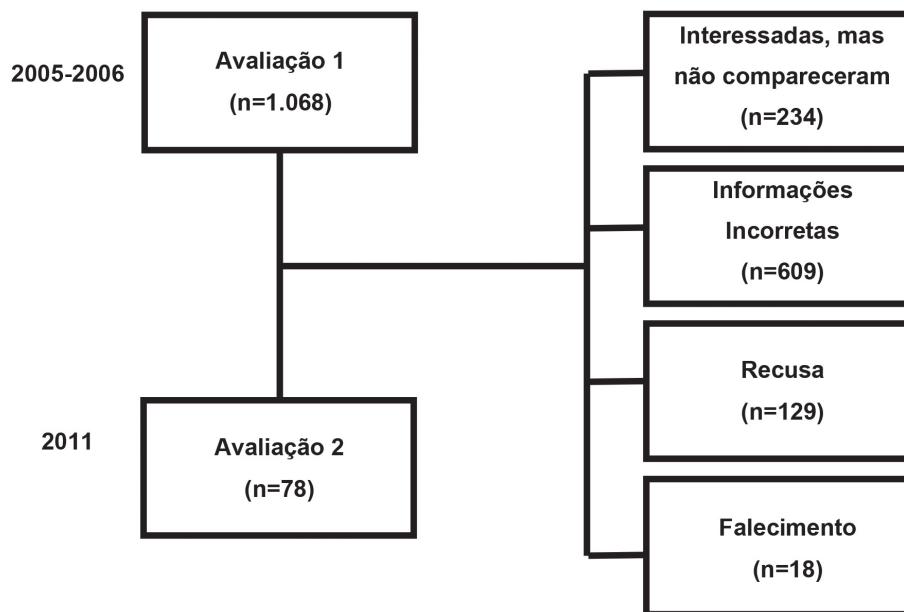 2005-2006
Avaliação 1
(n=1.068)
Interessadas, mas
não compareceram
(n=234)
Informações
Incorretas
(n=609)
Recusa
(n=129)
2011
Avaliação 2
(n=78)
Falecimento
(n=18)